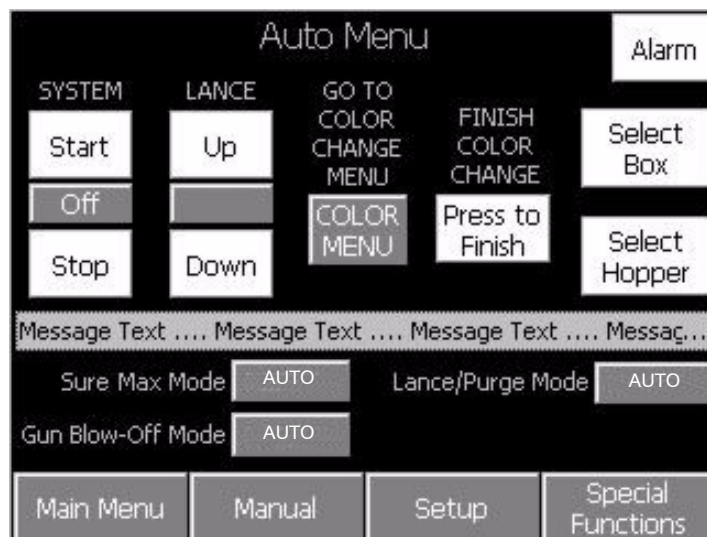 Auto Menu
Alarm
SYSTEM
Start
Off
Stop
LANCE
Up
Down
GO TO
COLOR
CHANGE
MENU
COLOR
MENU
FINISH
COLOR
CHANGE
Press to
Finish
Select
Box
Select
Hopper
Message Text .... Message Text .... Message Text .... Messag...
Sure Max Mode AUTO
Lance/Purge Mode AUTO
Gun Blow-Off Mode AUTO
Main Menu
Manual
Setup
Special
Functions